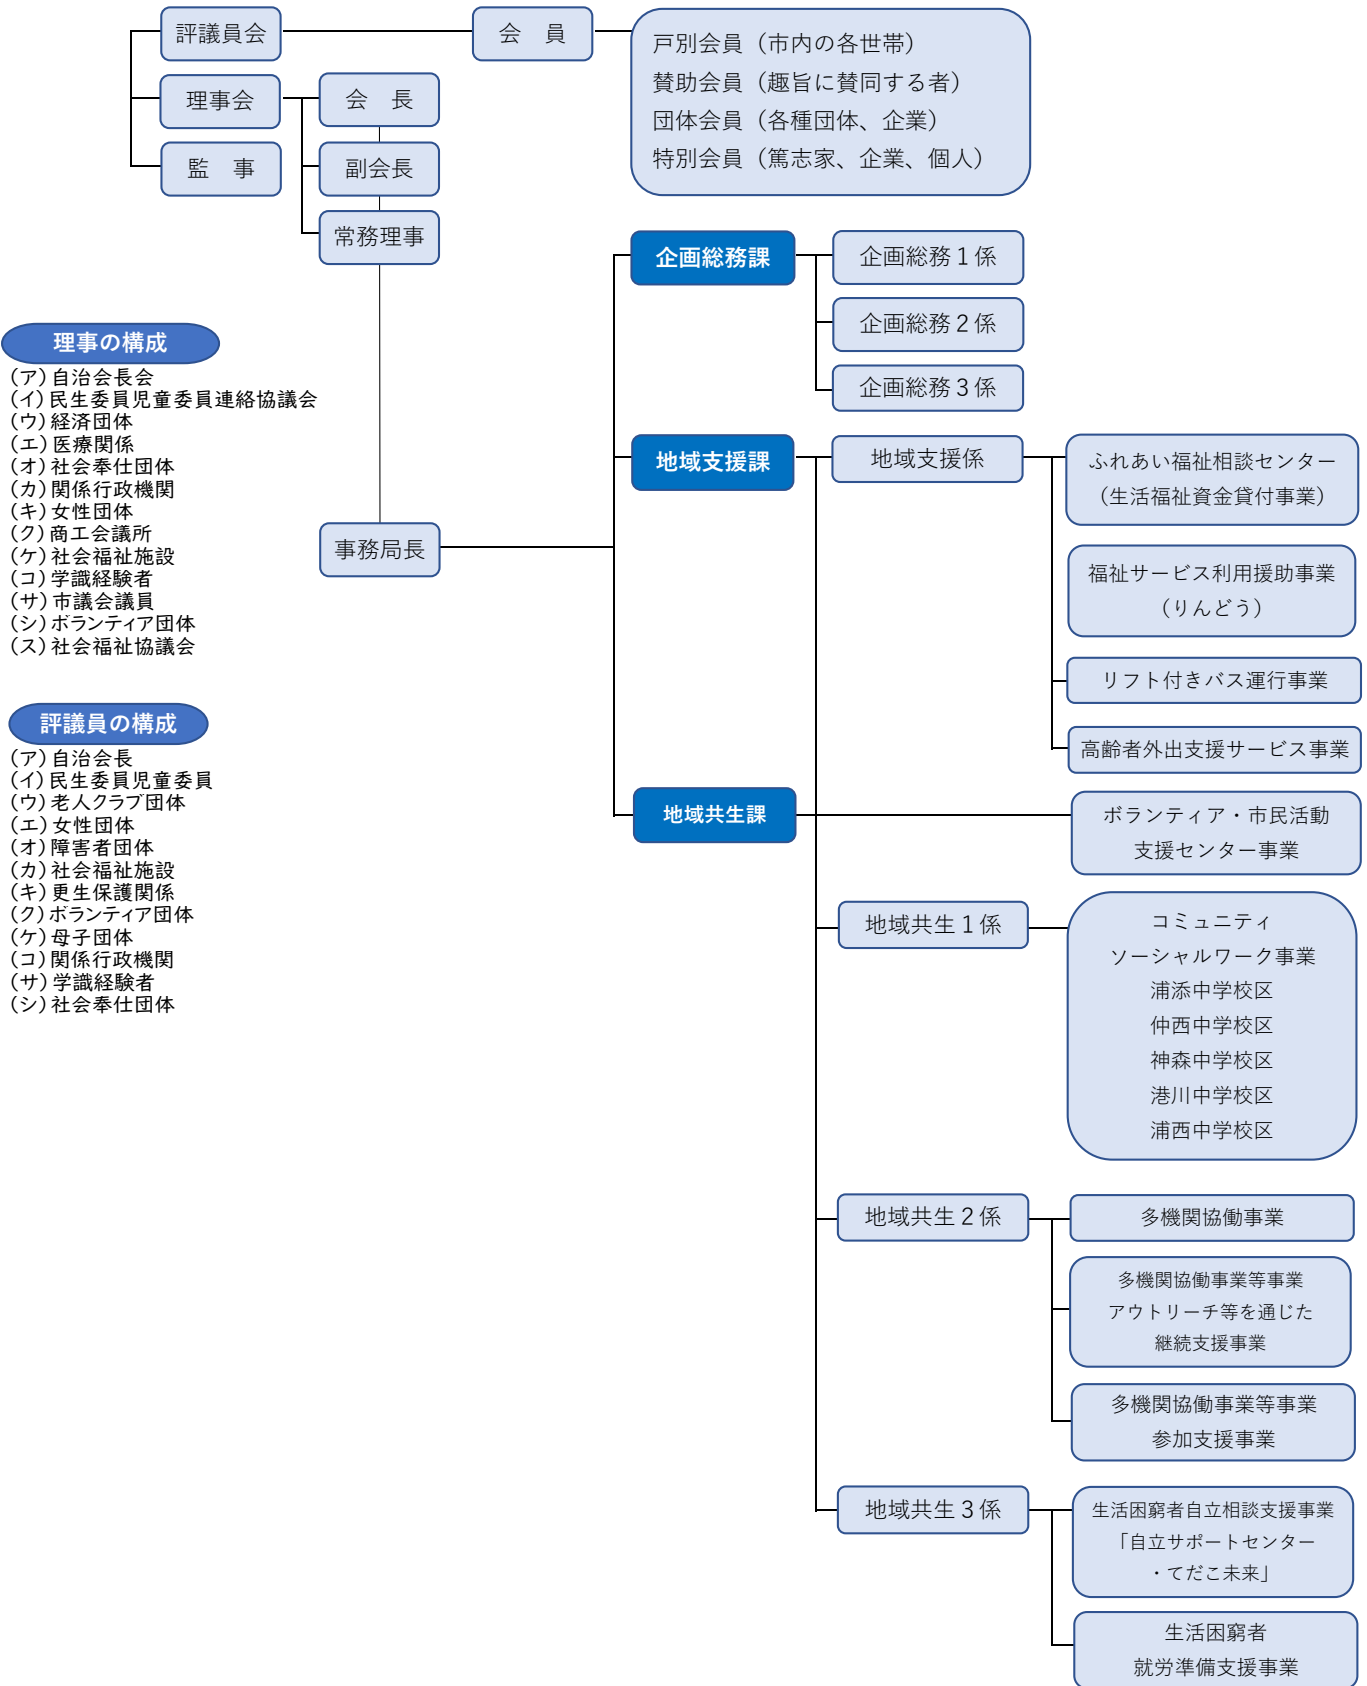 評議員会
会　員
戸別会員（市内の各世帯）
賛助会員（趣旨に賛同する者）
団体会員（各種団体、企業）
特別会員（篤志家、企業、個人）
理事会
会　長
監　事
副会長
常務理事
企画総務課
企画総務１係
企画総務２係
企画総務３係
理事の構成
（ア）自治会長会
（イ）民生委員児童委員連絡協議会
（ウ）経済団体
（エ）医療関係
（オ）社会奉仕団体
（カ）関係行政機関
（キ）女性団体
（ク）商工会議所
（ケ）社会福祉施設
（コ）学識経験者
（サ）市議会議員
（シ）ボランティア団体
（ス）社会福祉協議会
事務局長
地域支援課
地域支援係
ふれあい福祉相談センター
（生活福祉資金貸付事業）
福祉サービス利用援助事業
（りんどう）
リフト付きバス運行事業
高齢者外出支援サービス事業
評議員の構成
（ア）自治会長
（イ）民生委員児童委員
（ウ）老人クラブ団体
（エ）女性団体
（オ）障害者団体
（カ）社会福祉施設
（キ）更生保護関係
（ク）ボランティア団体
（ケ）母子団体
（コ）関係行政機関
（サ）学識経験者
（シ）社会奉仕団体
地域共生課
ボランティア・市民活動
支援センター事業
地域共生１係
コミュニティ
ソーシャルワーク事業
浦添中学校区
仲西中学校区
神森中学校区
港川中学校区
浦西中学校区
地域共生２係
多機関協働事業
多機関協働事業等事業
アウトリーチ等を通じた
継続支援事業
多機関協働事業等事業
参加支援事業
地域共生３係
生活困窮者自立相談支援事業
「自立サポートセンター
・てだこ未来」
生活困窮者
就労準備支援事業